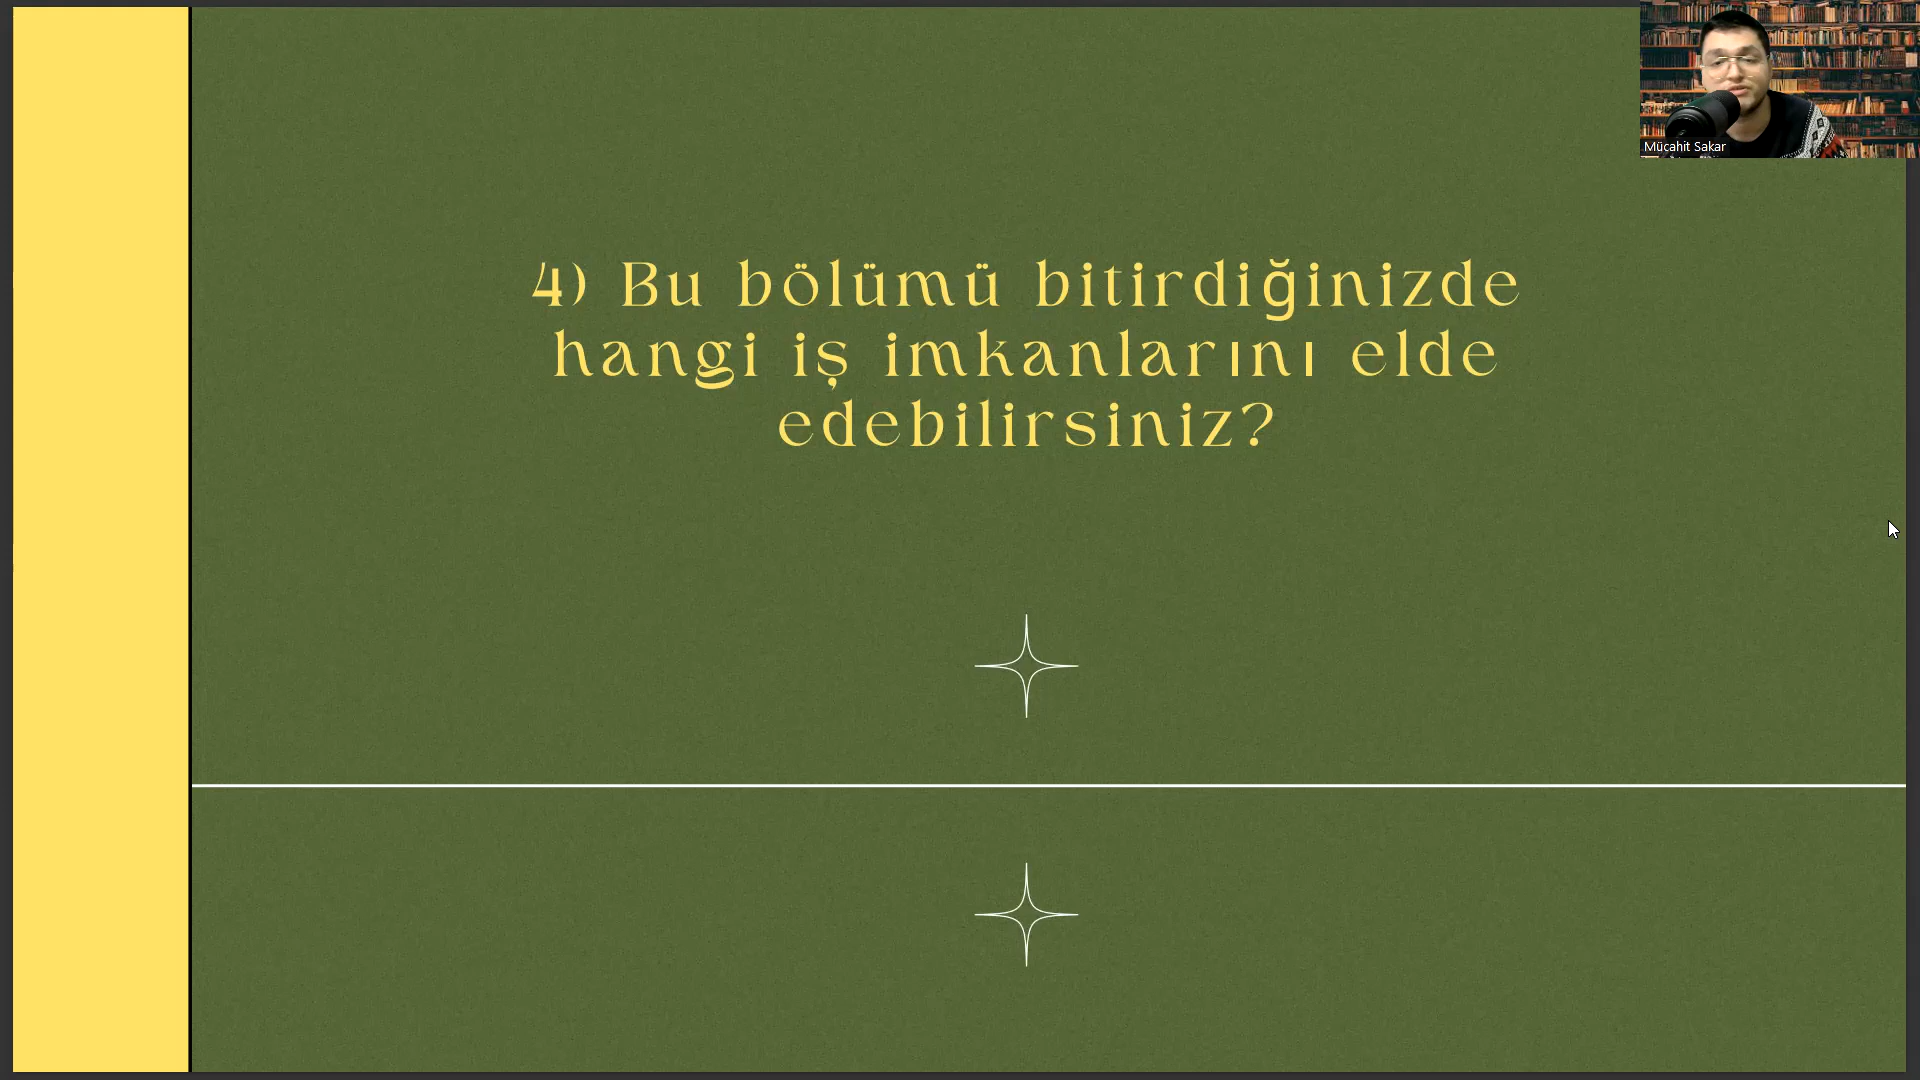 4) Bu bölümü bitirdiğinizde
hangi iş imkanlarını elde
edebilirsiniz?
Mücahit Sakar